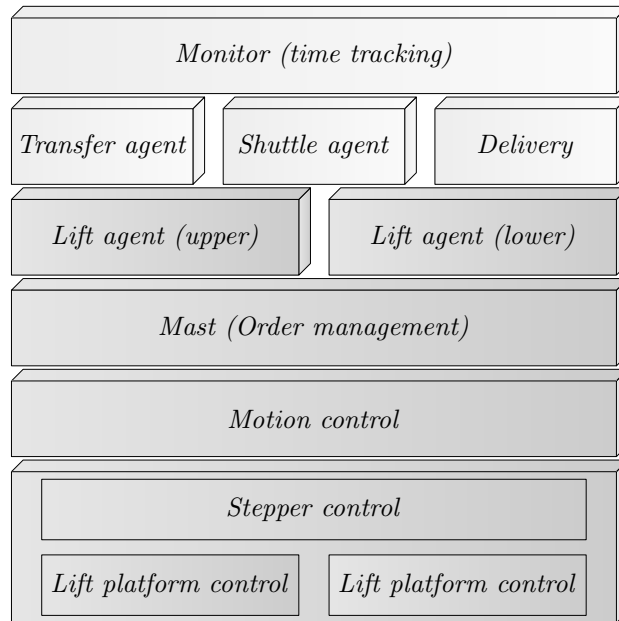 Monitor (time tracking)
Transfer agent
Shuttle agent
Delivery
Lift agent (upper)
Lift agent (lower)
Mast (Order management)
Motion control
Stepper control
Lift platform control
Lift platform control